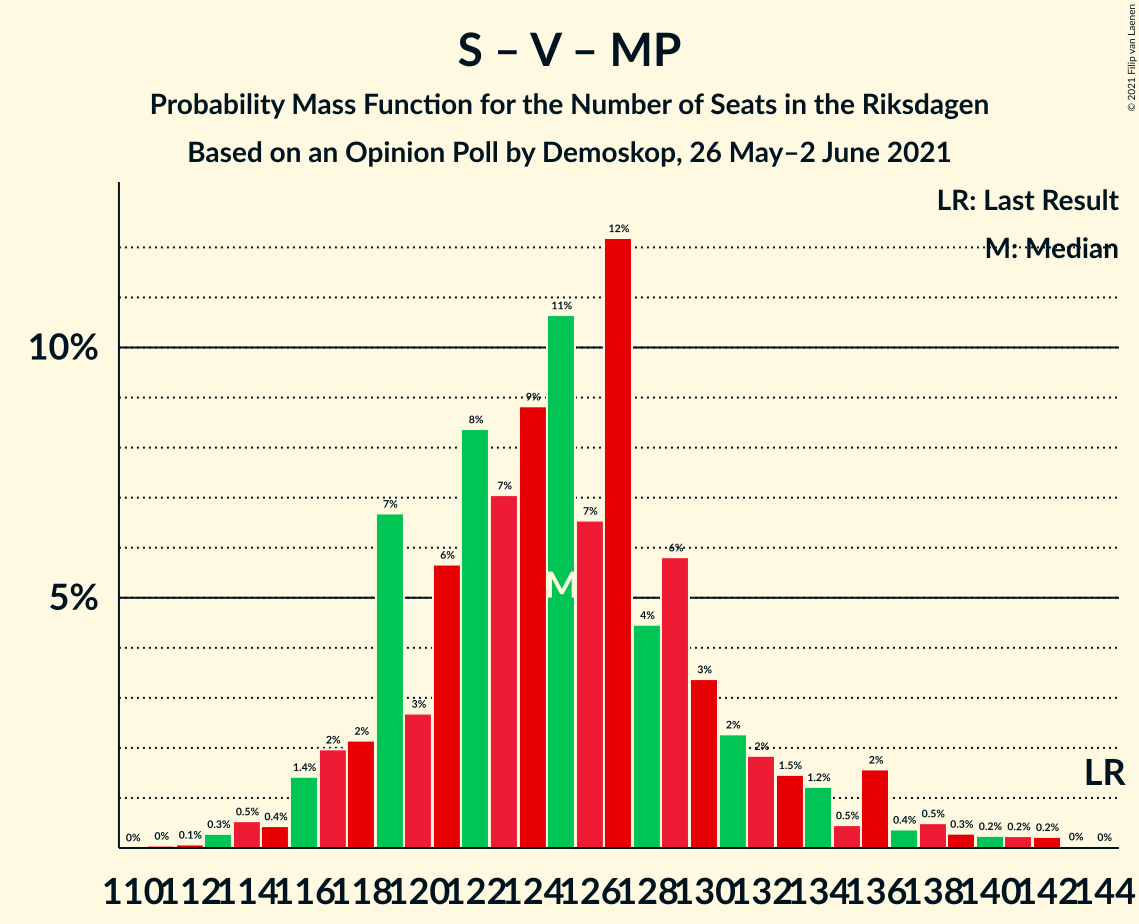 S – V – MP
Probability Mass Function for the Number of Seats in the Riksdagen
Based on an Opinion Poll by Demoskop, 26 May–2 June 2021
© 2021 Filip van Laenen
LR: Last Result
M: Median
10%
5%
0% 0% 0.1% 0.3% 0.5% 0.4% 1.4% 2% 2% 7% 3% 6% 8% 7% 9% 11% 7% 12% 4% 6% 3% 2% 2% 1.5% 1.2% 0.5% 2% 0.4% 0.5% 0.3% 0.2% 0.2% 0.2% 0% 0%
M
LR
110 112 114 116 118 120 122 124 126 128 130 132 134 136 138 140 142 144